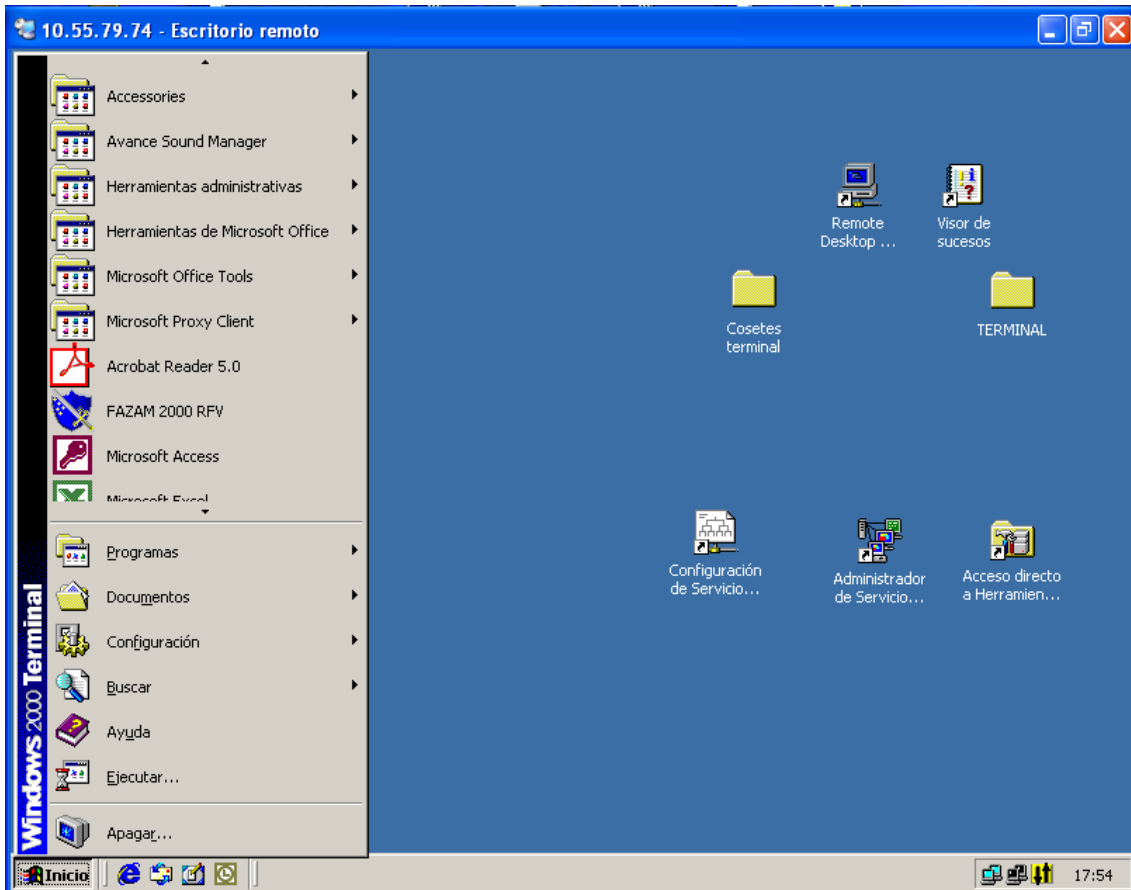 10.55.79.74 - Escritorio remoto
Accessories
Avance Sound Manager
Herramientas administrativas
Herramientas de Microsoft Office
Microsoft Office Tools
Microsoft Proxy Client
Acrobat Reader 5.0
FAZAM 2000 RFV
Microsoft Access
Microsoft Excel
Programas
Documentos
Configuración
Buscar
Ayuda
Ejecutar...
Apagar...
Windows 2000 Terminal
Remote
Desktop ...
Visor de
sucesos
Cosetes
terminal
TERMINAL
Configuración
de Servicio...
Administrador
de Servicio...
Acceso directo
a Herramien...
Inicio
17:54